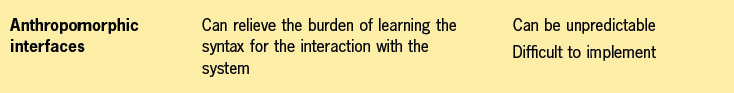 Anthropomorphic
interfaces
Can relieve the burden of learning the
syntax for the interaction with the
system
Can be unpredictable
Difficult to implement